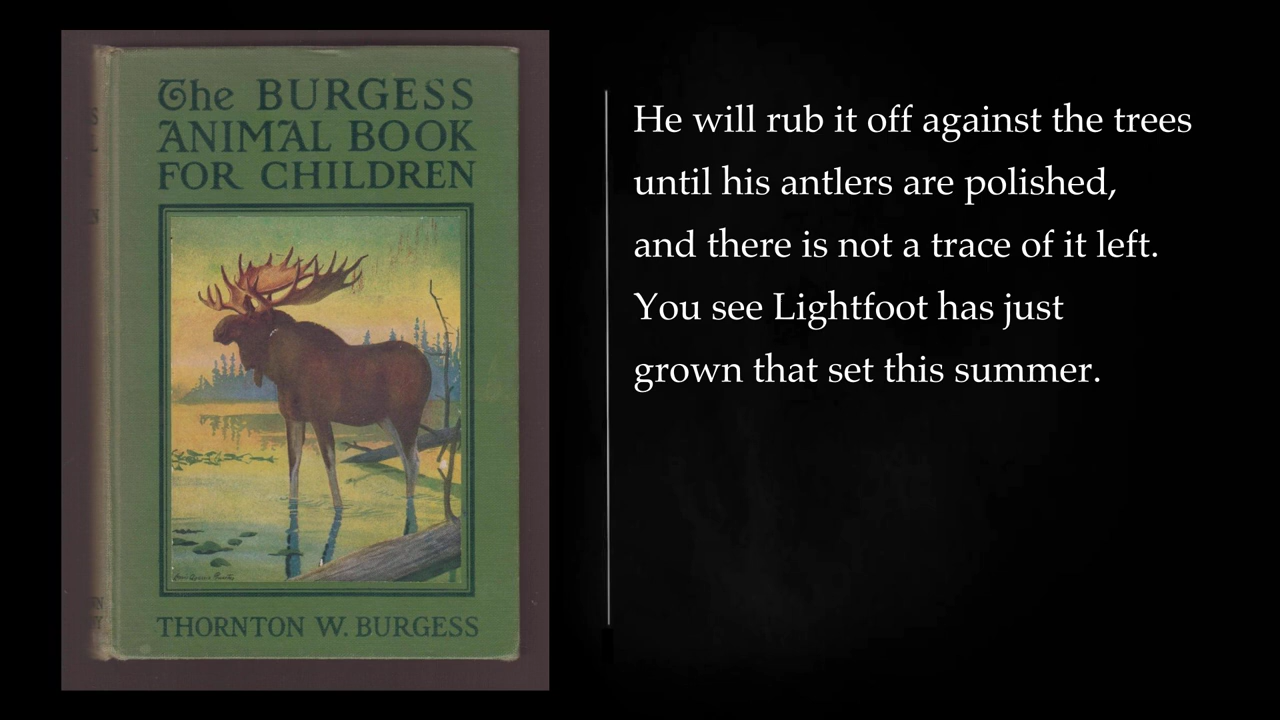 The BURGESS
ANIMAL BOOK
FOR CHILDREN
THORNTON W. BURGESS
He will rub it off against the trees
until his antlers are polished,
and there is not a trace of it left.
You see Lightfoot has just
grown that set this summer.